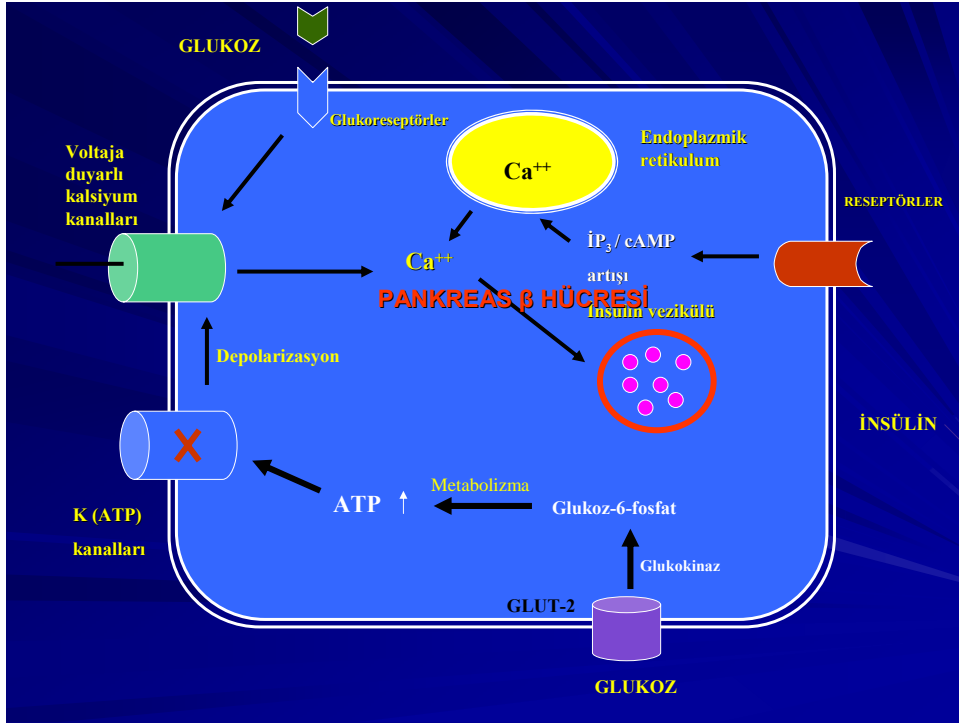 GLUKOZ
Glukoreseptörler
Endoplazmik
retikulum
Voltaja
duyarlı
kalsiyum
kanalları
Ca⁺⁺
RESEPTÖRLER
İP₃ / cAMP
artışı
Ca⁺⁺
PANKREAS β HÜCRESİ
İnsülin vezikülü
Depolarizasyon
İNSÜLİN
Metabolizma
ATP ↑
Glukoz-6-fosfat
K (ATP)
kanalları
Glukokinaz
GLUT-2
GLUKOZ